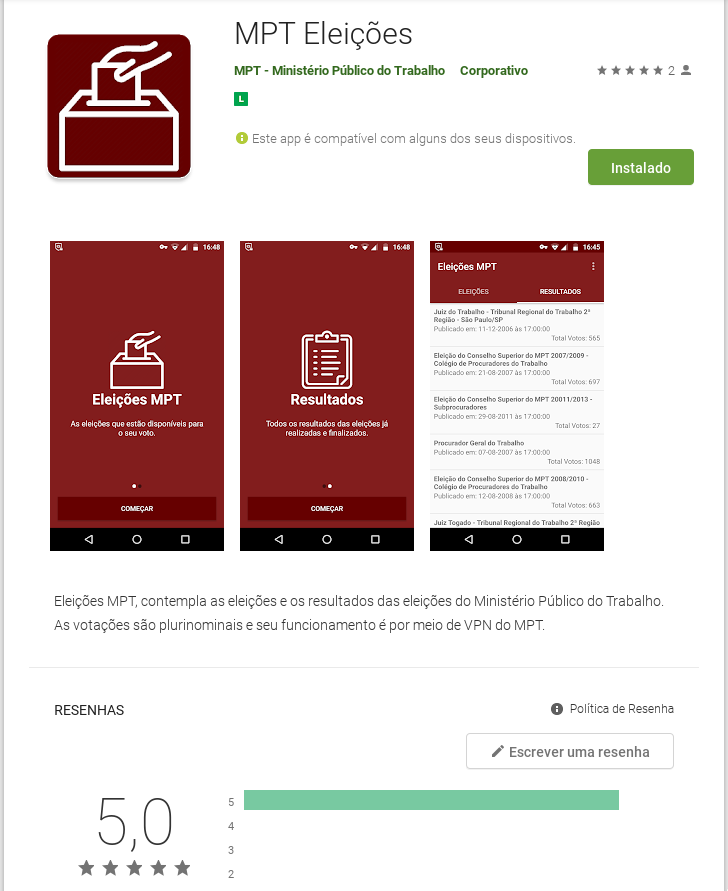 MPT Eleições
MPT - Ministério Público do Trabalho Corporativo
2
L
Este app é compatível com alguns dos seus dispositivos.
Instalado
16:48
Eleições MPT
As eleições que estão disponíveis para
o seu voto.
COMEÇAR
16:48
Resultados
Todos os resultados das eleições já
realizadas e finalizados.
COMEÇAR
16:45
Eleições MPT
ELEIÇÕES RESULTADOS
Juiz do Trabalho - Tribunal Regional do Trabalho 2ª
Região - São Paulo/SP
Publicado em: 11-12-2006 às 17:00:00
Total Votos: 565
Eleição do Conselho Superior do MPT 2007/2009 -
Colégio de Procuradores do Trabalho
Publicado em: 21-08-2007 às 17:00:00
Total Votos: 697
Eleição do Conselho Superior do MPT 20011/2013 -
Subprocuradores
Publicado em: 29-08-2011 às 17:00:00
Total Votos: 27
Procurador Geral do Trabalho
Publicado em: 07-08-2007 às 17:00:00
Total Votos: 1048
Eleição do Conselho Superior do MPT 2008/2010 -
Colégio de Procuradores do Trabalho
Publicado em: 12-08-2008 às 17:00:00
Total Votos: 663
Juiz Togado - Tribunal Regional do Trabalho 2ª Região
Eleições MPT, contempla as eleições e os resultados das eleições do Ministério Público do Trabalho.
As votações são plurinominais e seu funcionamento é por meio de VPN do MPT.
RESENHAS
Política de Resenha
Escrever uma resenha
5,0
5
4
3
2